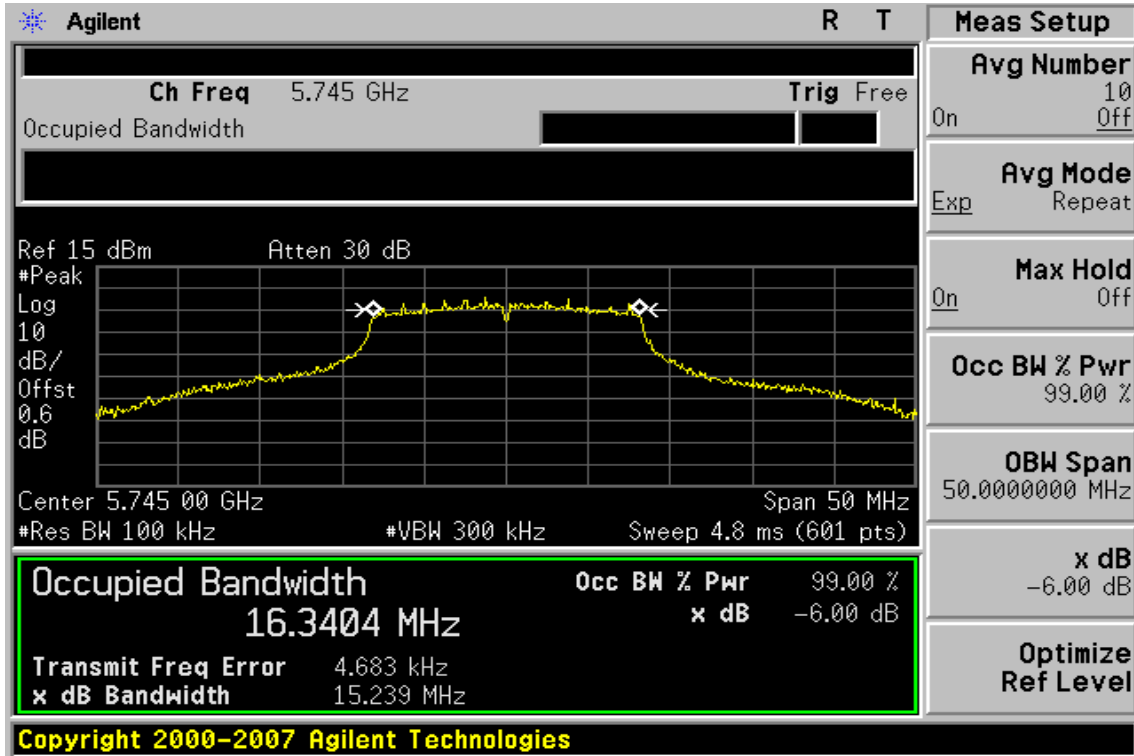 Agilent R T Meas Setup
Ch Freq 5.745 GHz Trig Free
Occupied Bandwidth
Avg Number
10
On Off
Avg Mode
Exp Repeat
Max Hold
On Off
Occ BW % Pwr
99.00 %
OBW Span
50.0000000 MHz
x dB
-6.00 dB
Optimize
Ref Level
Ref 15 dBm Atten 30 dB
#Peak
Log
10
dB/
Offst
0.6
dB
Center 5.745 00 GHz Span 50 MHz
#Res BW 100 kHz #VBW 300 kHz Sweep 4.8 ms (601 pts)
Occupied Bandwidth Occ BW % Pwr 99.00 %
16.3404 MHz x dB -6.00 dB
Transmit Freq Error 4.683 kHz
x dB Bandwidth 15.239 MHz
Copyright 2000-2007 Agilent Technologies